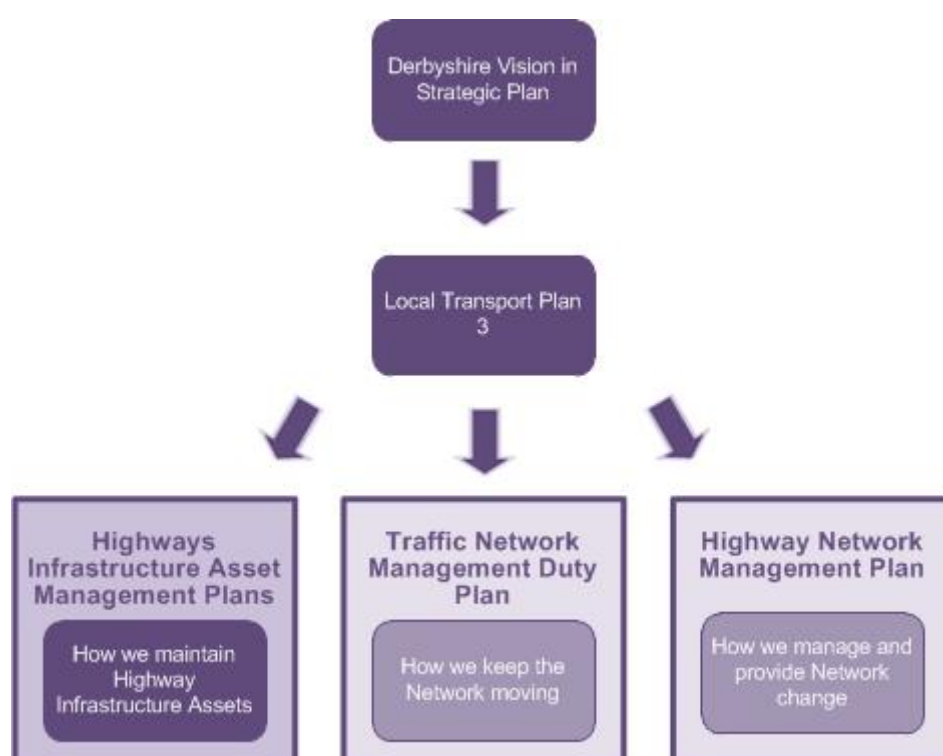 Derbyshire Vision in
Strategic Plan
Local Transport Plan
3
Highways
Infrastructure Asset
Management Plans
How we maintain
Highway
Infrastructure Assets
Traffic Network
Management Duty
Plan
How we keep the
Network moving
Highway Network
Management Plan
How we manage and
provide Network
change